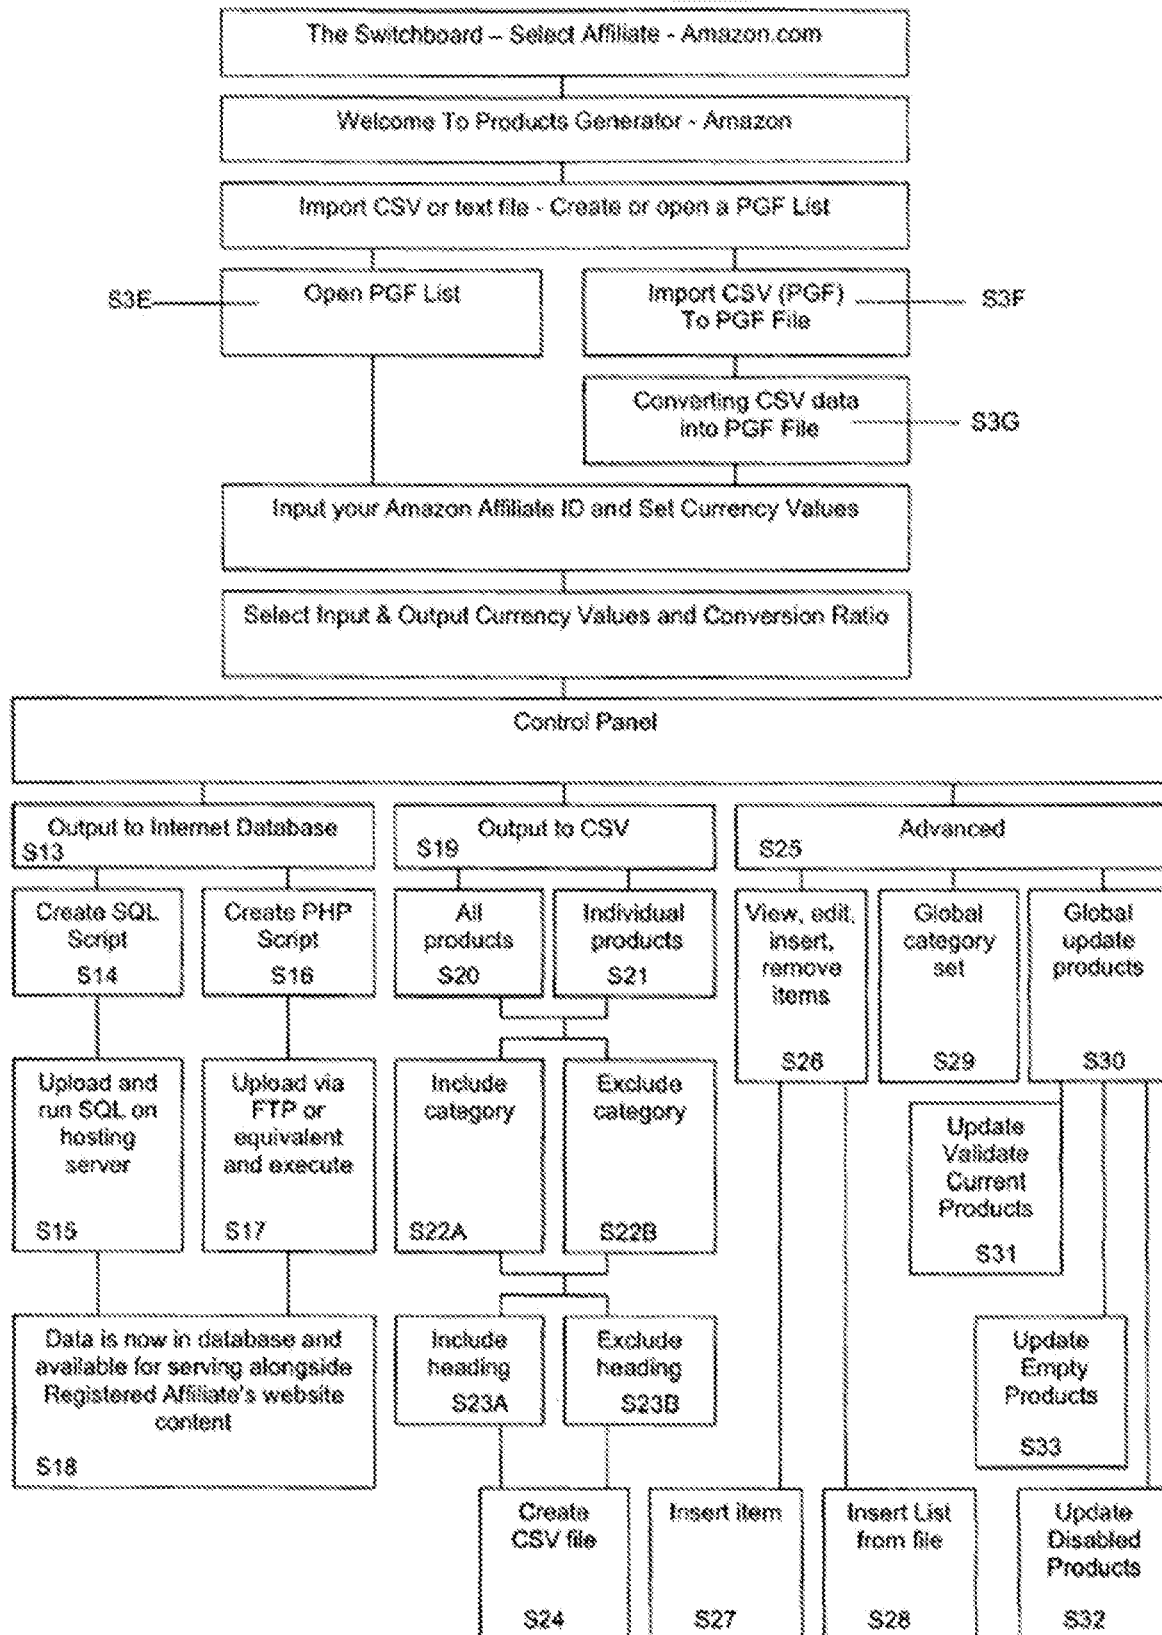 The Switchboard – Select Affiliate - Amazon.com
Welcome To Products Generator - Amazon
Import CSV or text file - Create or open a PGF List
S3E
Open PGF List
Import CSV (PGF)
To PGF File
S3F
Converting CSV data
into PGF File
S3G
Input your Amazon Affiliate ID and Set Currency Values
Select Input & Output Currency Values and Conversion Ratio
Control Panel
Output to Internet Database
S13
Output to CSV
S19
Advanced
S25
Create SQL
Script
S14
Create PHP
Script
S16
All
products
S20
Individual
products
S21
View, edit,
insert,
remove
items
S26
Global
category
set
S29
Global
update
products
S30
Upload and
run SQL on
hosting
server
S15
Upload via
FTP or
equivalent
and execute
S17
Include
category
S22A
Exclude
category
S22B
Update
Validate
Current
Products
S31
Data is now in database and
available for serving alongside
Registered Affiliate's website
content
S18
Include
heading
S23A
Exclude
heading
S23B
Update
Empty
Products
S33
Create
CSV file
S24
Insert item
S27
Insert List
from file
S28
Update
Disabled
Products
S32